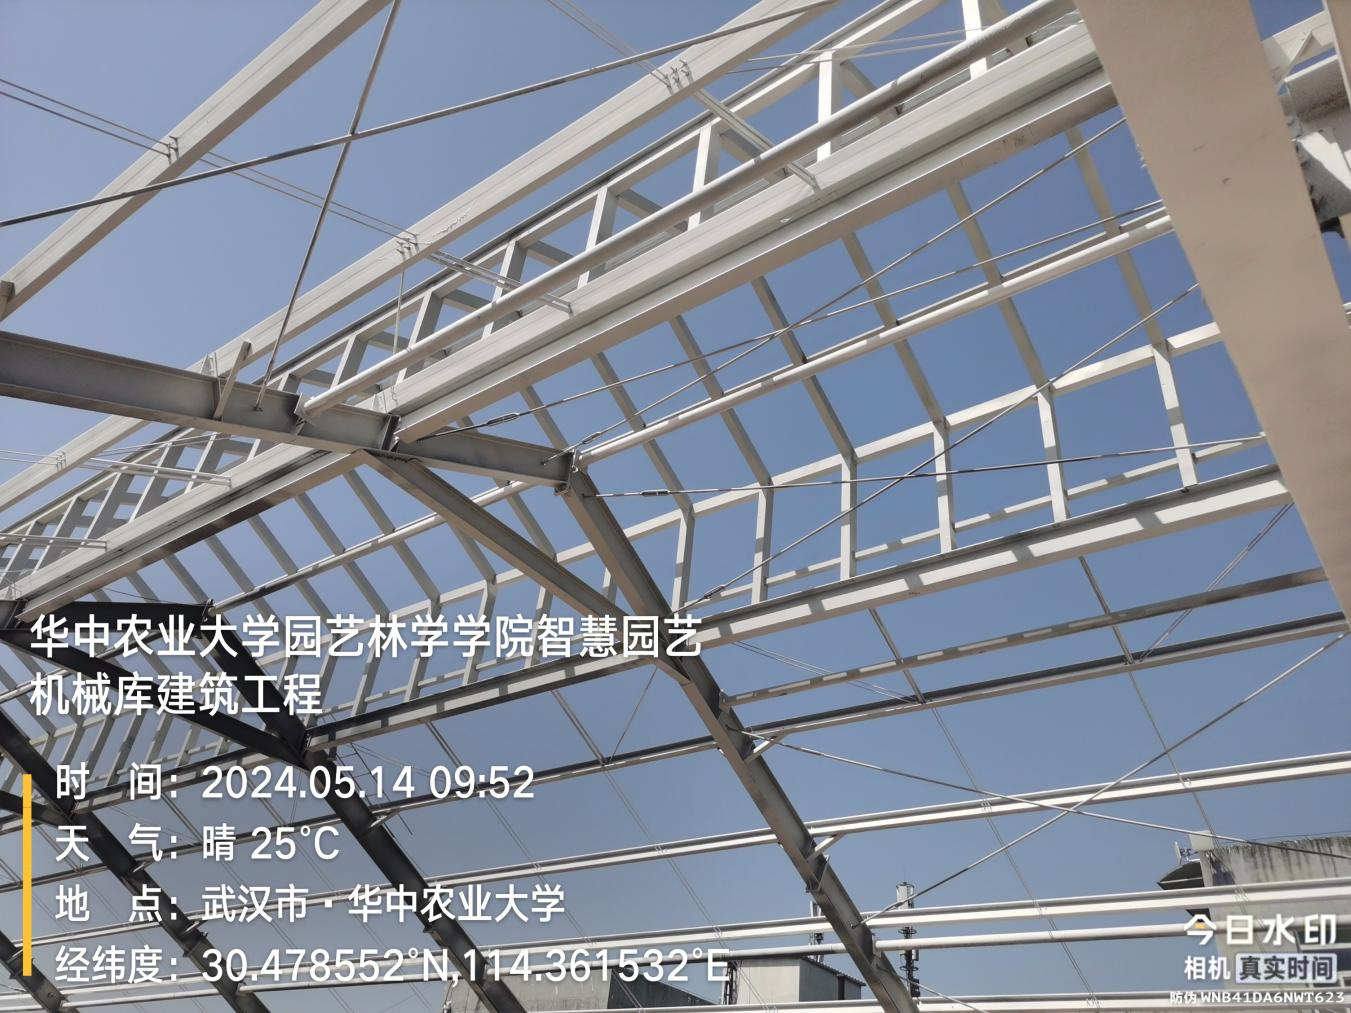 华中农业大学园艺林学学院智慧园艺
机械库建筑工程
时 间：2024.05.14 09:52
天 气：晴 25℃
地 点：武汉市·华中农业大学
经纬度：30.478552°N,114.361532°E
今日水印
相机 真实时间
防伪 WNB41DA6NWT623